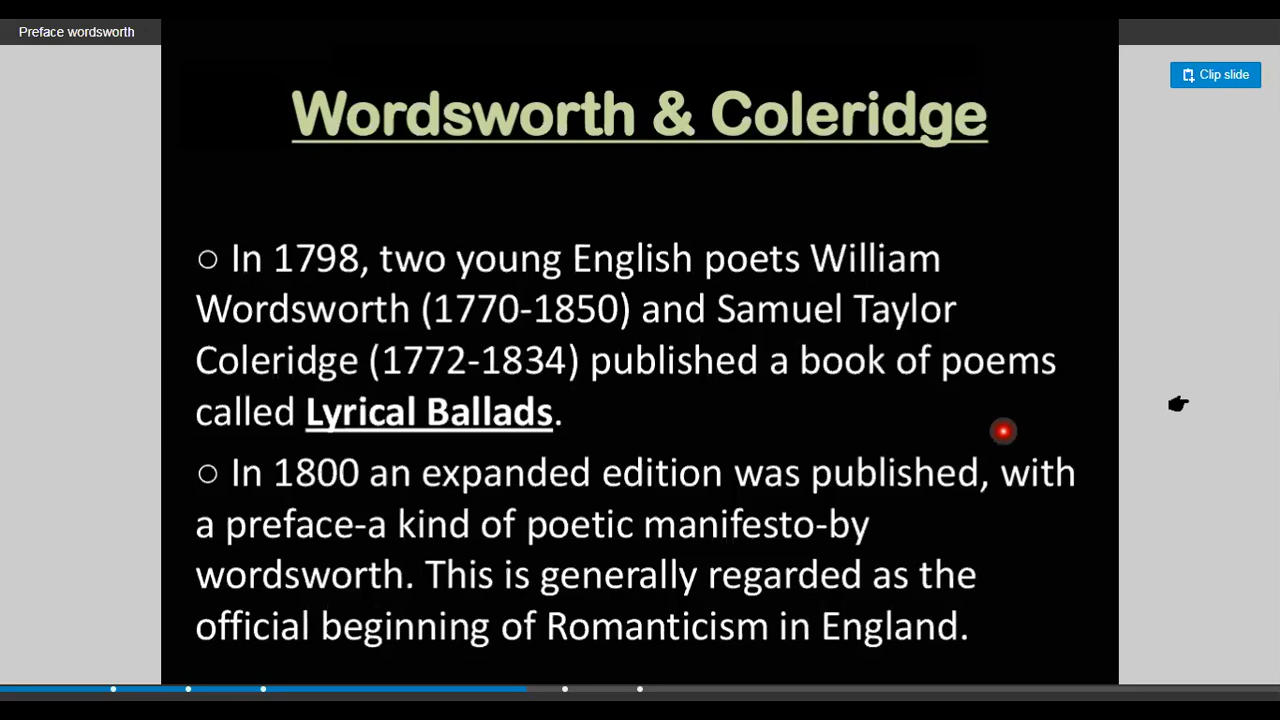 Preface wordsworth
Clip slide
Wordsworth & Coleridge
○ In 1798, two young English poets William
Wordsworth (1770-1850) and Samuel Taylor
Coleridge (1772-1834) published a book of poems
called Lyrical Ballads.
○ In 1800 an expanded edition was published, with
a preface-a kind of poetic manifesto-by
wordsworth. This is generally regarded as the
official beginning of Romanticism in England.